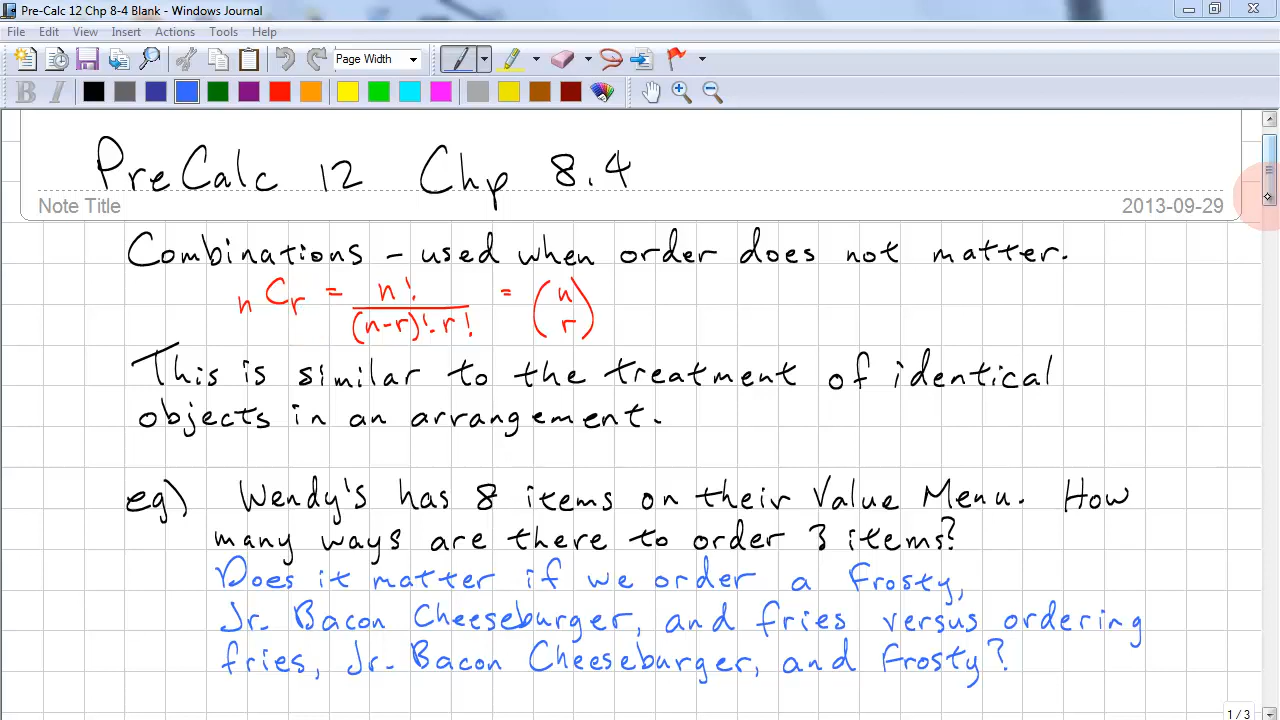 Pre-Calc 12 Chp 8-4 Blank - Windows Journal
File Edit View Insert Actions Tools Help
Page Width
B I
PreCalc 12 Chp 8.4
Note Title 2013-09-29
Combinations - used when order does not matter.
nCr = n!/((n-r)!·r!) = (n r)
This is similar to the treatment of identical
objects in an arrangement.
eg) Wendy's has 8 items on their Value Menu. How
many ways are there to order 3 items?
Does it matter if we order a Frosty,
Jr. Bacon Cheeseburger, and fries versus ordering
fries, Jr. Bacon Cheeseburger, and Frosty?
1/3